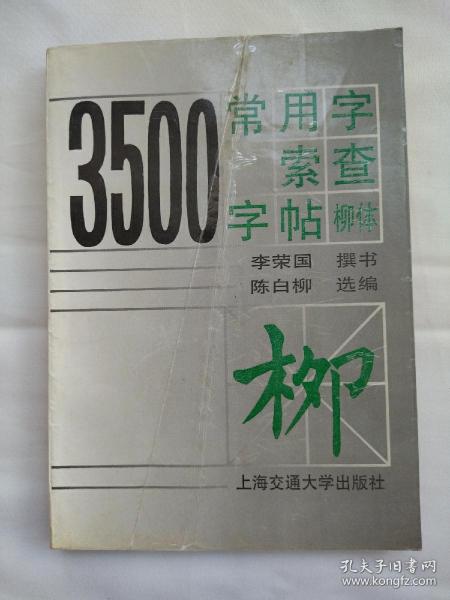 3500
常用字
索查
字帖 柳体
李荣国 撰书
陈白柳 选编
柳
上海交通大学出版社
孔夫子旧书网
www.kongfz.com